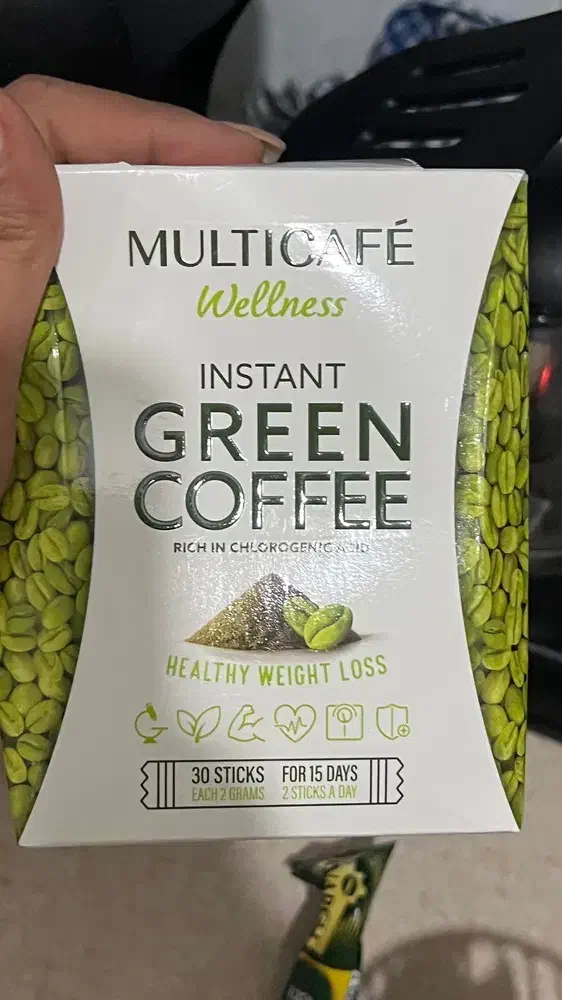 MULTICAFÉ
Wellness
INSTANT
GREEN
COFFEE
RICH IN CHLOROGENIC ACID
HEALTHY WEIGHT LOSS
30 STICKS FOR 15 DAYS
EACH 2 GRAMS 2 STICKS A DAY